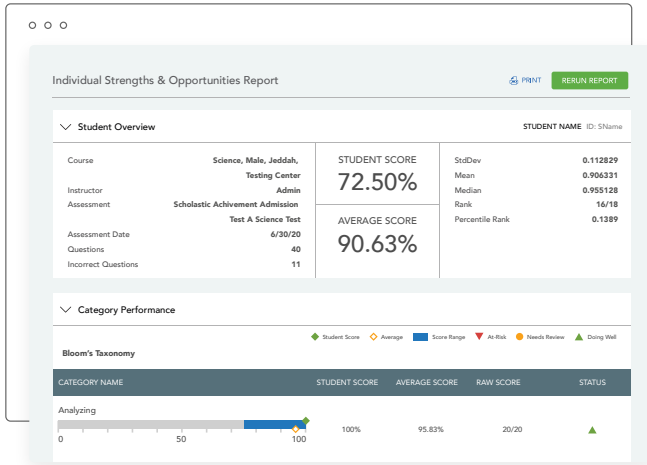 Individual Strengths & Opportunities Report
PRINT
RERUN REPORT
Student Overview
STUDENT NAME ID: SName
Course Science, Male, Jeddah,
Testing Center
Instructor Admin
Assessment Scholastic Achivement Admission
Test A Science Test
Assessment Date 6/30/20
Questions 40
Incorrect Questions 11
STUDENT SCORE
72.50%
AVERAGE SCORE
90.63%
StdDev 0.112829
Mean 0.906331
Median 0.955128
Rank 16/18
Percentile Rank 0.1389
Category Performance
Student Score Average Score Range At-Risk Needs Review Doing Well
Bloom's Taxonomy
CATEGORY NAME STUDENT SCORE AVERAGE SCORE RAW SCORE STATUS
Analyzing
100% 95.83% 20/20
0 50 100